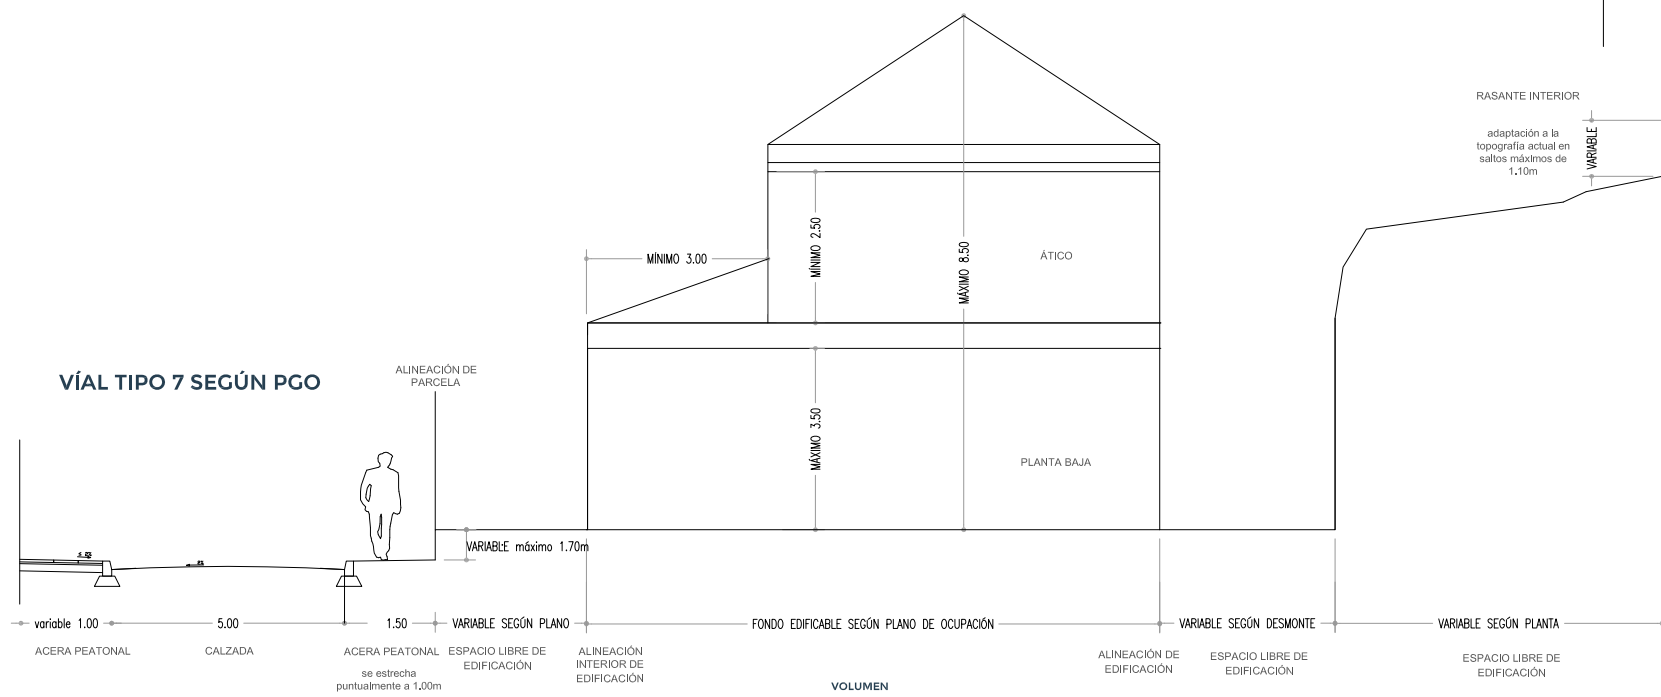 RASANTE INTERIOR
adaptación a la
topografía actual en
saltos máximos de
1.10m
VARIABLE
MÍNIMO 3.00
MÍNIMO 2.50
MÁXIMO 8.50
ÁTICO
VÍAL TIPO 7 SEGÚN PGO
ALINEACIÓN DE
PARCELA
MÁXIMO 3.50
PLANTA BAJA
VARIABLE máximo 1.70m
variable 1.00
5.00
1.50
VARIABLE SEGÚN PLANO
FONDO EDIFICABLE SEGÚN PLANO DE OCUPACIÓN
VARIABLE SEGÚN DESMONTE
VARIABLE SEGÚN PLANTA
ACERA PEATONAL
CALZADA
ACERA PEATONAL
se estrecha
puntualmente a 1.00m
ESPACIO LIBRE DE
EDIFICACIÓN
ALINEACIÓN
INTERIOR DE
EDIFICACIÓN
ALINEACIÓN DE
EDIFICACIÓN
ESPACIO LIBRE DE
EDIFICACIÓN
ESPACIO LIBRE DE
EDIFICACIÓN
VOLUMEN